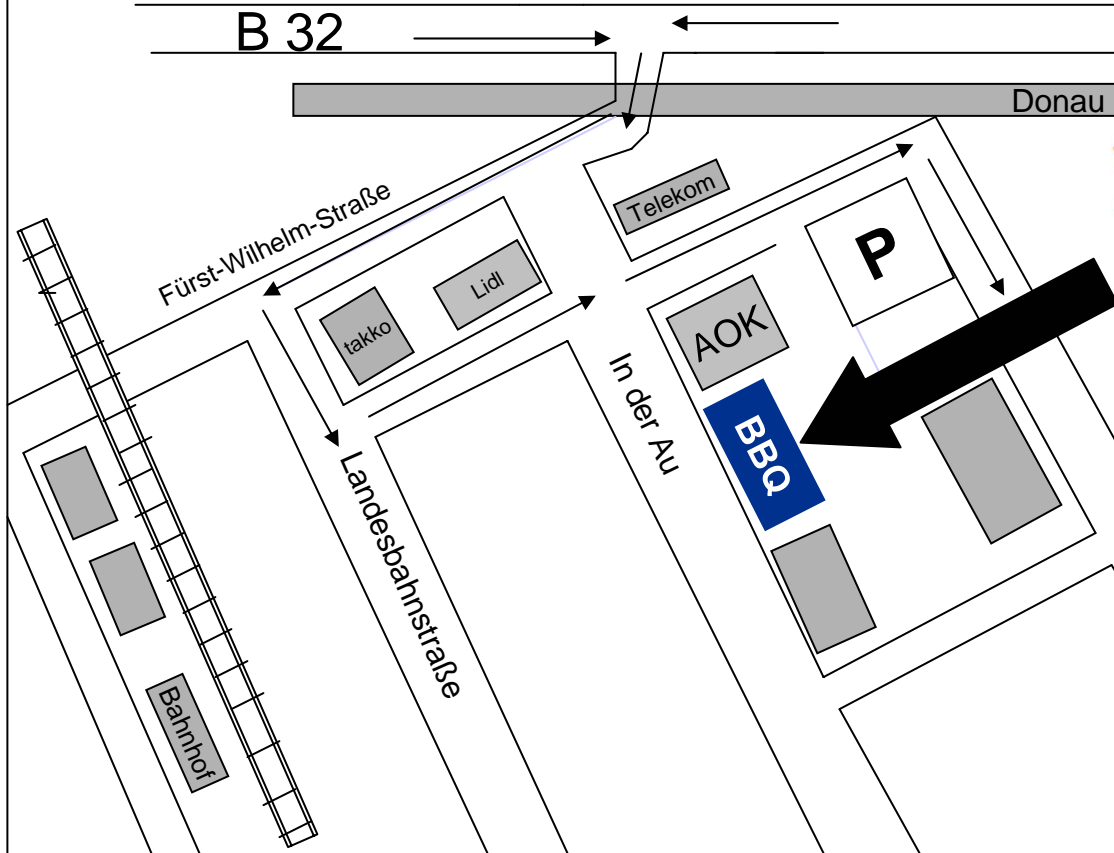 B 32
Donau
Telekom
Fürst-Wilhelm-Straße
P
Lidl
takko
AOK
In der Au
BBQ
Landesbahnstraße
Bahnhof